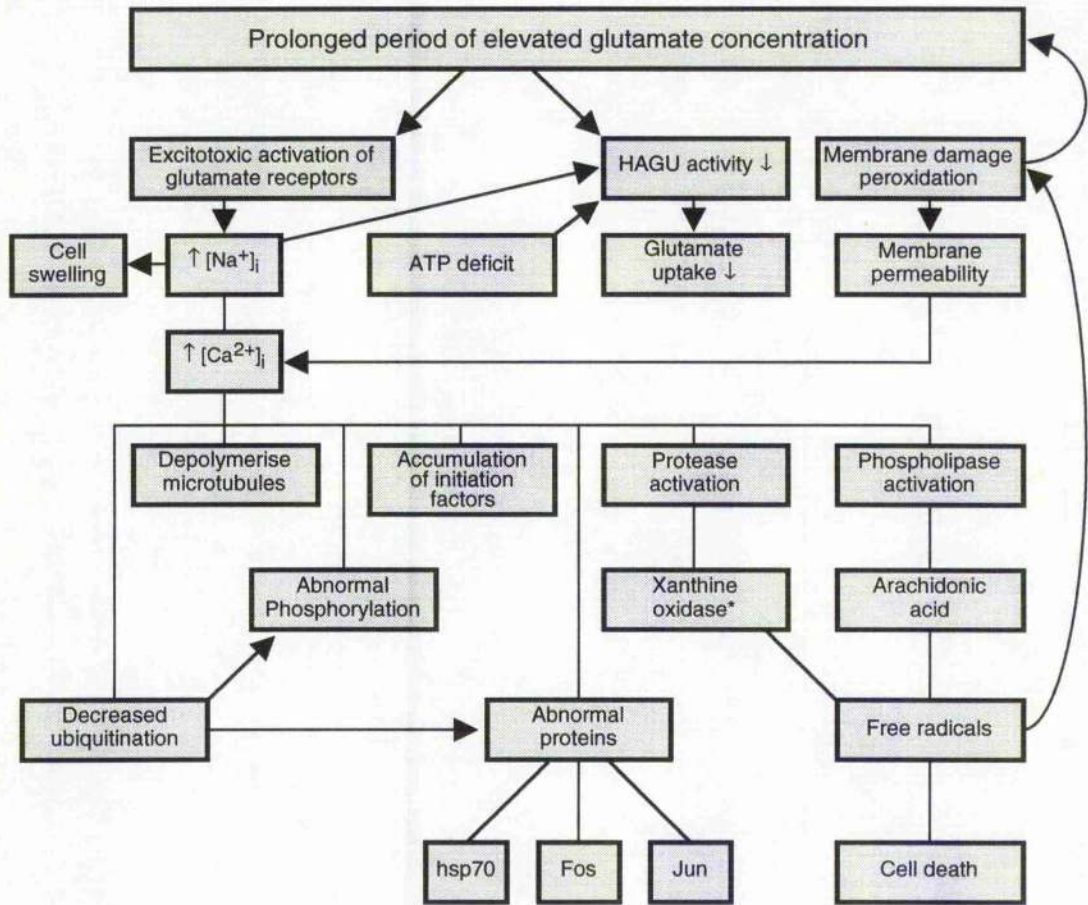 Prolonged period of elevated glutamate concentration
Excitotoxic activation of
glutamate receptors
HAGU activity ↓
Membrane damage
peroxidation
Cell
swelling
↑ [Na+]i
ATP deficit
Glutamate
uptake ↓
Membrane
permeability
↑ [Ca2+]i
Depolymerise
microtubules
Accumulation
of initiation
factors
Protease
activation
Phospholipase
activation
Abnormal
Phosphorylation
Xanthine
oxidase*
Arachidonic
acid
Decreased
ubiquitination
Abnormal
proteins
Free radicals
hsp70
Fos
Jun
Cell death